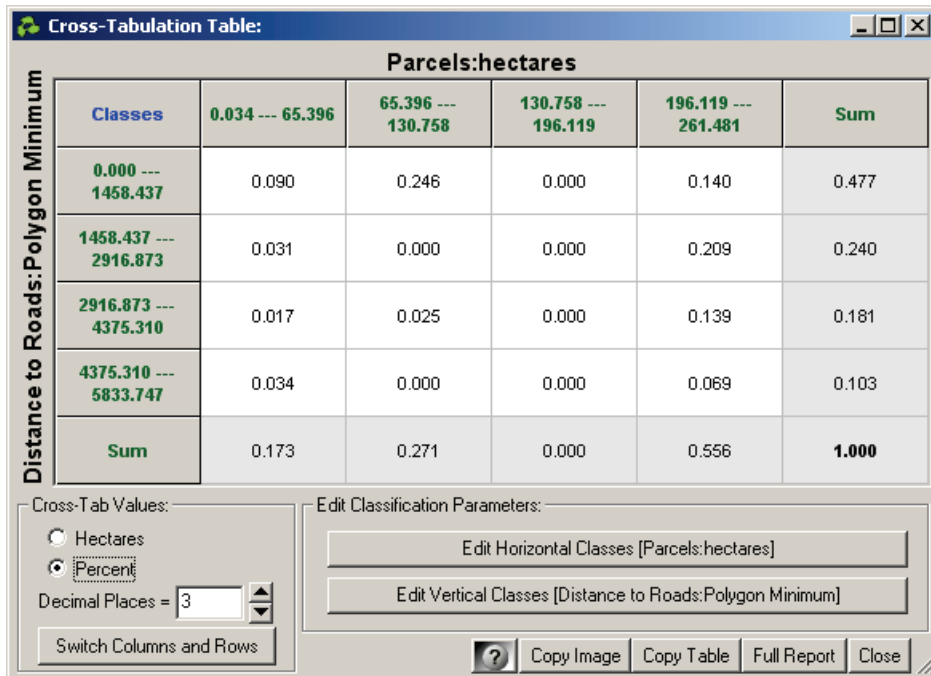 Cross-Tabulation Table:
Parcels:hectares
Distance to Roads:Polygon Minimum
Classes
0.034 --- 65.396
65.396 ---
130.758
130.758 ---
196.119
196.119 ---
261.481
Sum
0.000 ---
1458.437
0.090
0.246
0.000
0.140
0.477
1458.437 ---
2916.873
0.031
0.000
0.000
0.209
0.240
2916.873 ---
4375.310
0.017
0.025
0.000
0.139
0.181
4375.310 ---
5833.747
0.034
0.000
0.000
0.069
0.103
Sum
0.173
0.271
0.000
0.556
1.000
Cross-Tab Values:
Hectares
Percent
Decimal Places = 3
Switch Columns and Rows
Edit Classification Parameters:
Edit Horizontal Classes [Parcels:hectares]
Edit Vertical Classes [Distance to Roads:Polygon Minimum]
?
Copy Image
Copy Table
Full Report
Close